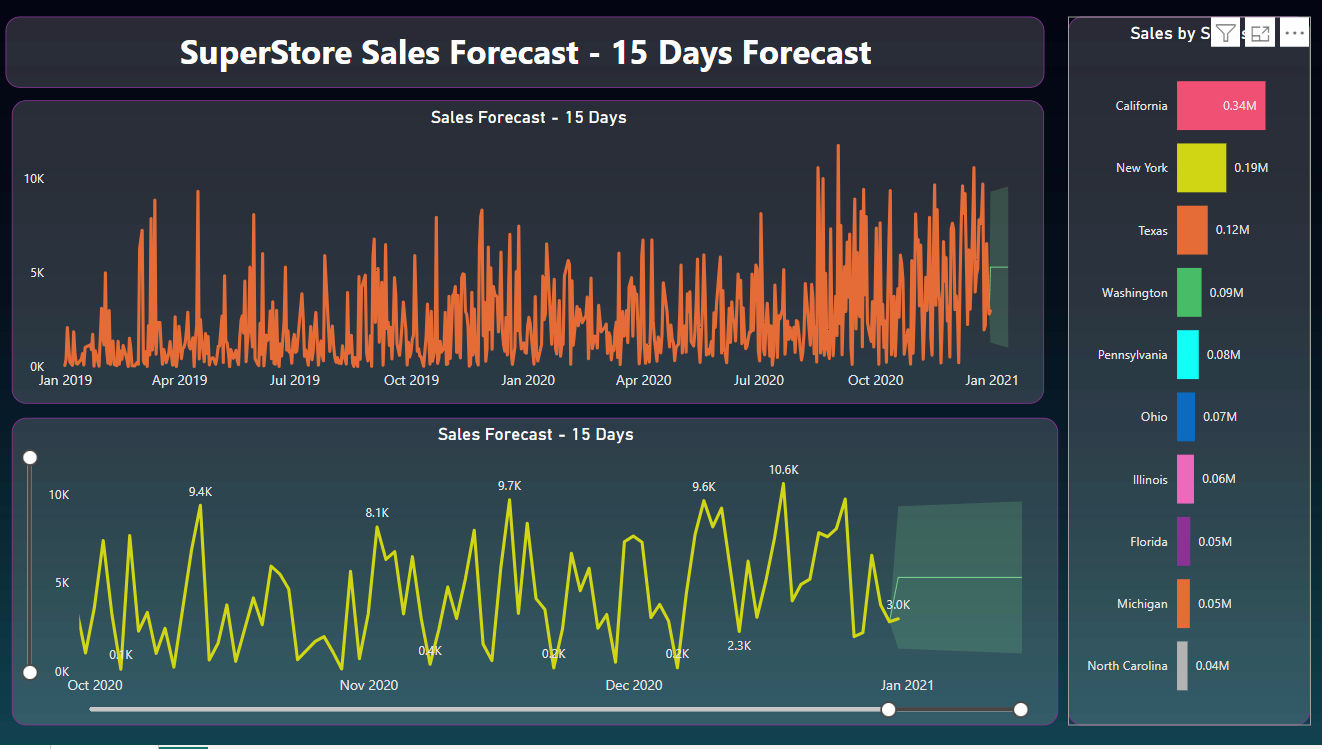 SuperStore Sales Forecast - 15 Days Forecast
Sales Forecast - 15 Days
10K
5K
0K
Jan 2019 Apr 2019 Jul 2019 Oct 2019 Jan 2020 Apr 2020 Jul 2020 Oct 2020 Jan 2021
Sales Forecast - 15 Days
10K
5K
0K
9.4K
8.1K
9.7K
9.6K
10.6K
3.0K
0.1K
0.4K
0.2K
0.2K
2.3K
Oct 2020 Nov 2020 Dec 2020 Jan 2021
Sales by
California 0.34M
New York 0.19M
Texas 0.12M
Washington 0.09M
Pennsylvania 0.08M
Ohio 0.07M
Illinois 0.06M
Florida 0.05M
Michigan 0.05M
North Carolina 0.04M